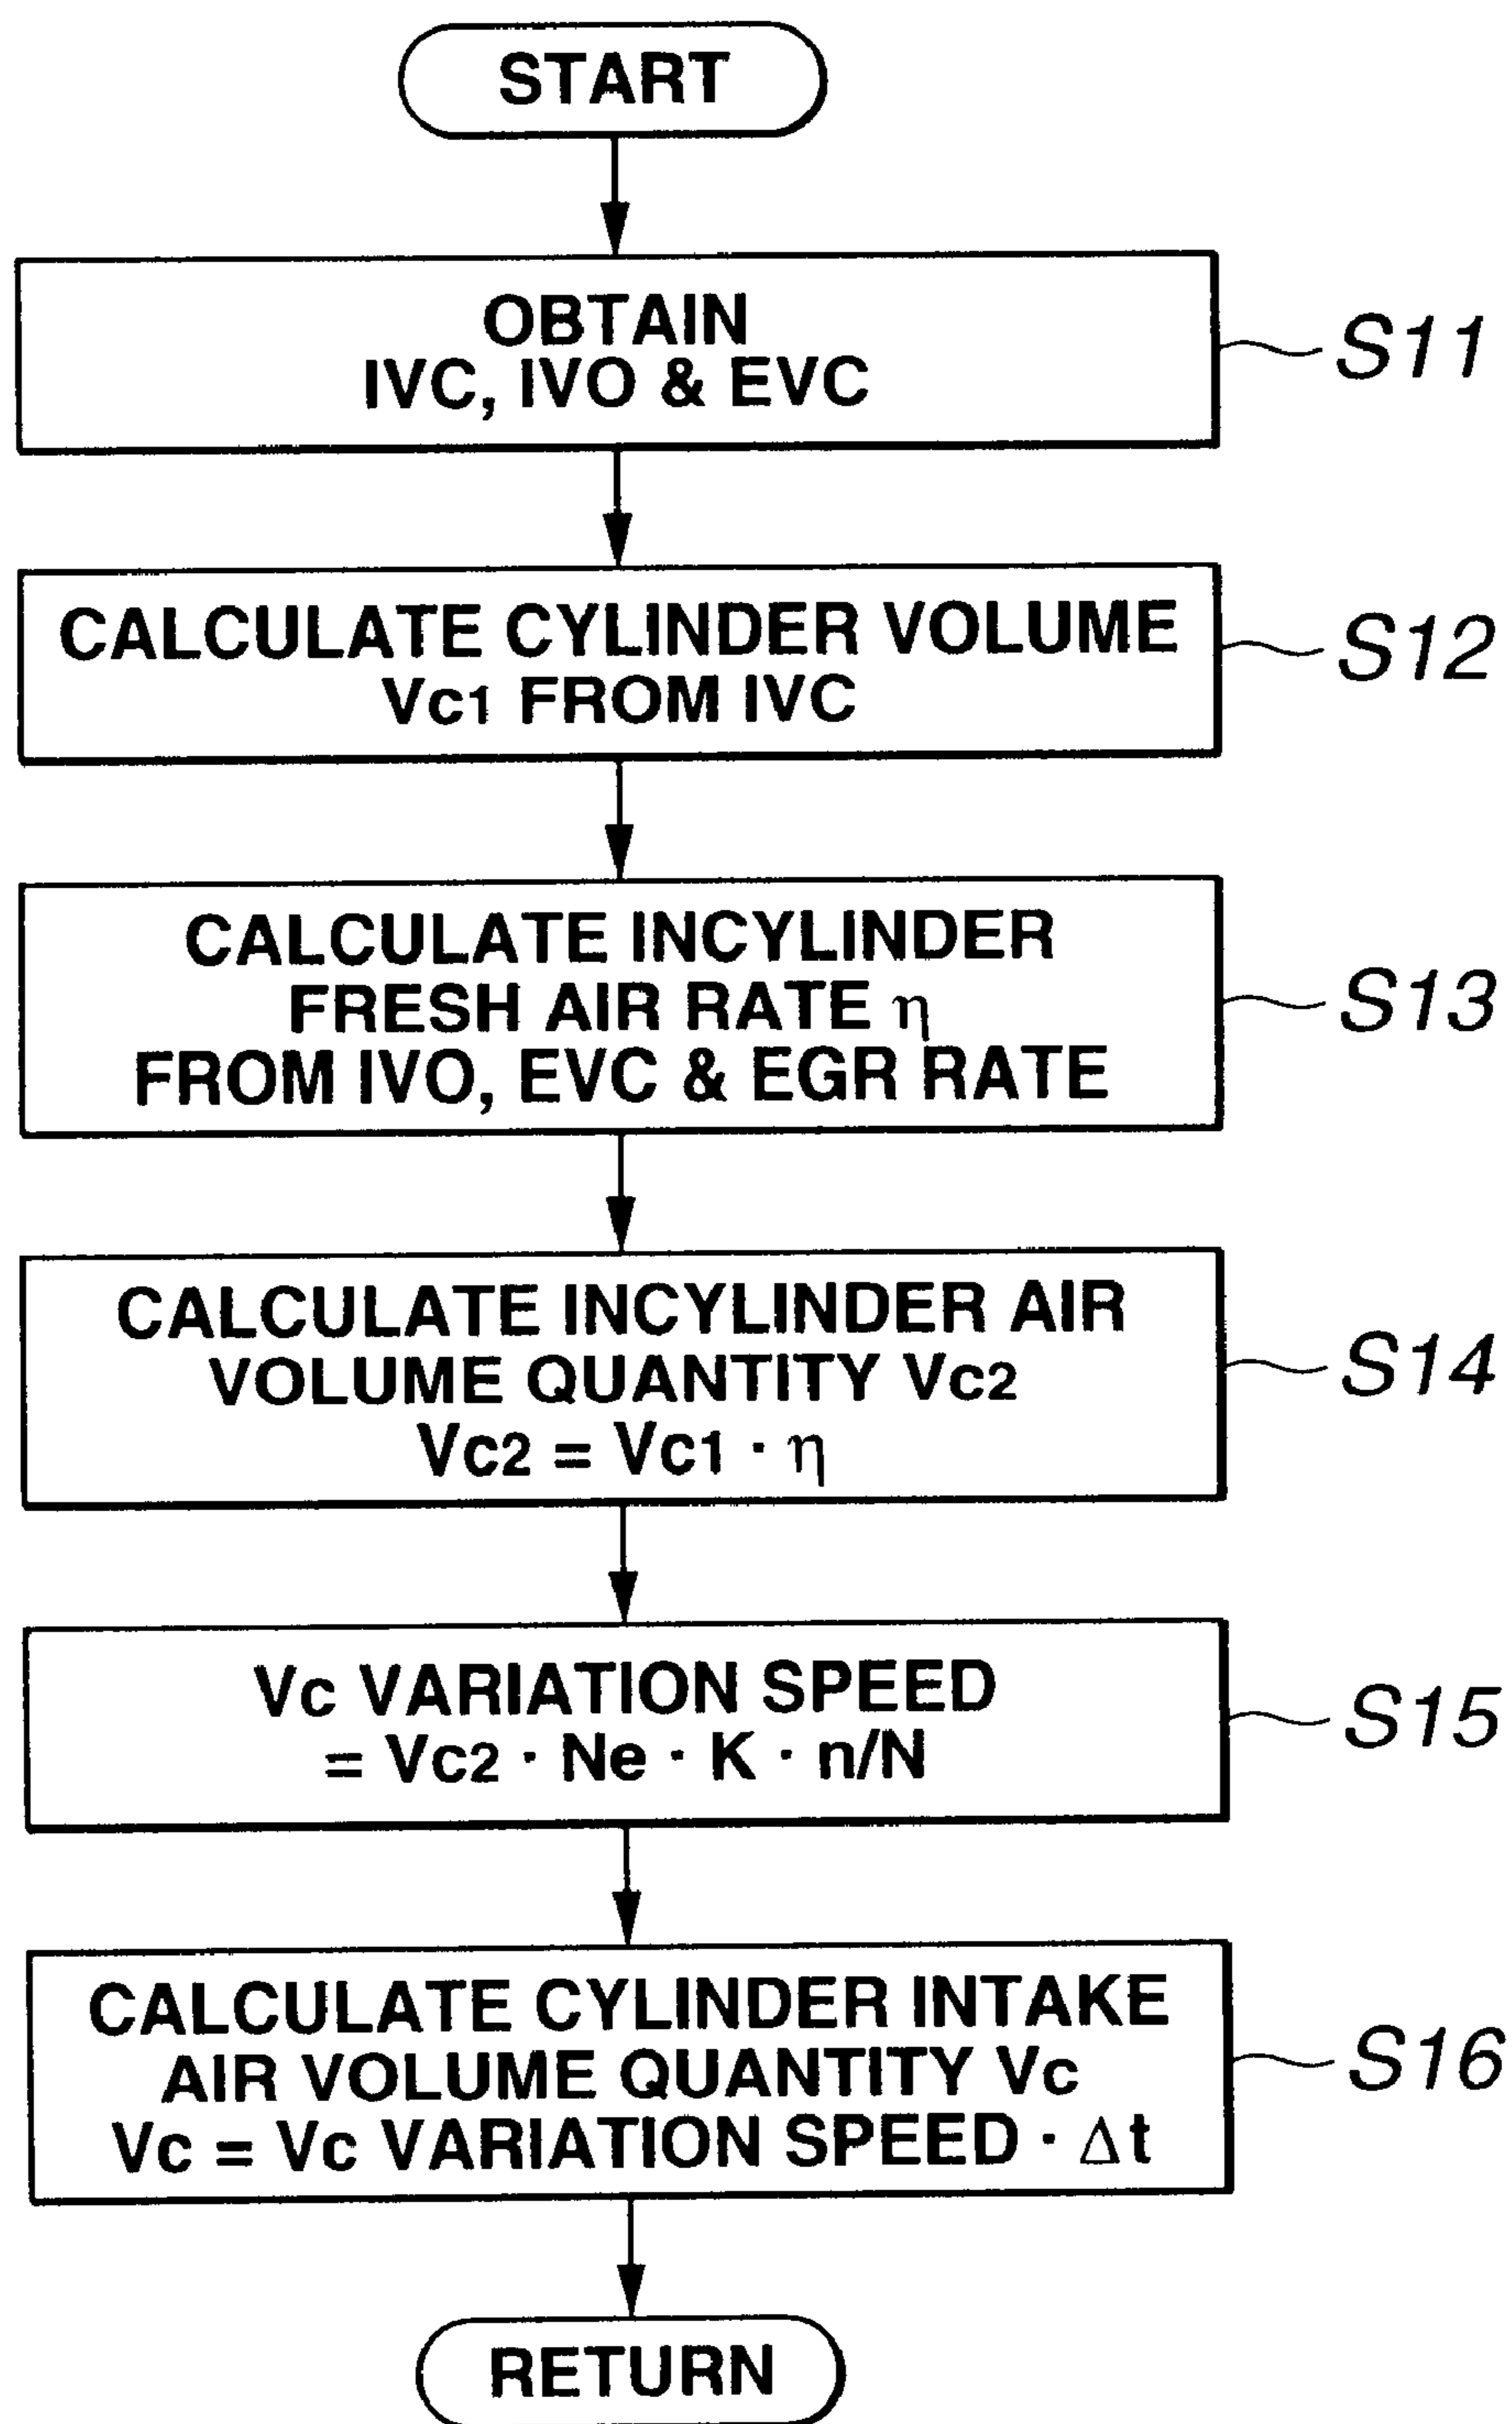 START
OBTAIN
IVC, IVO & EVC
S11
CALCULATE CYLINDER VOLUME
Vc1 FROM IVC
S12
CALCULATE INCYLINDER
FRESH AIR RATE η
FROM IVO, EVC & EGR RATE
S13
CALCULATE INCYLINDER AIR
VOLUME QUANTITY Vc2
Vc2 = Vc1 · η
S14
Vc VARIATION SPEED
= Vc2 · Ne · K · n/N
S15
CALCULATE CYLINDER INTAKE
AIR VOLUME QUANTITY Vc
Vc = Vc VARIATION SPEED · Δt
S16
RETURN